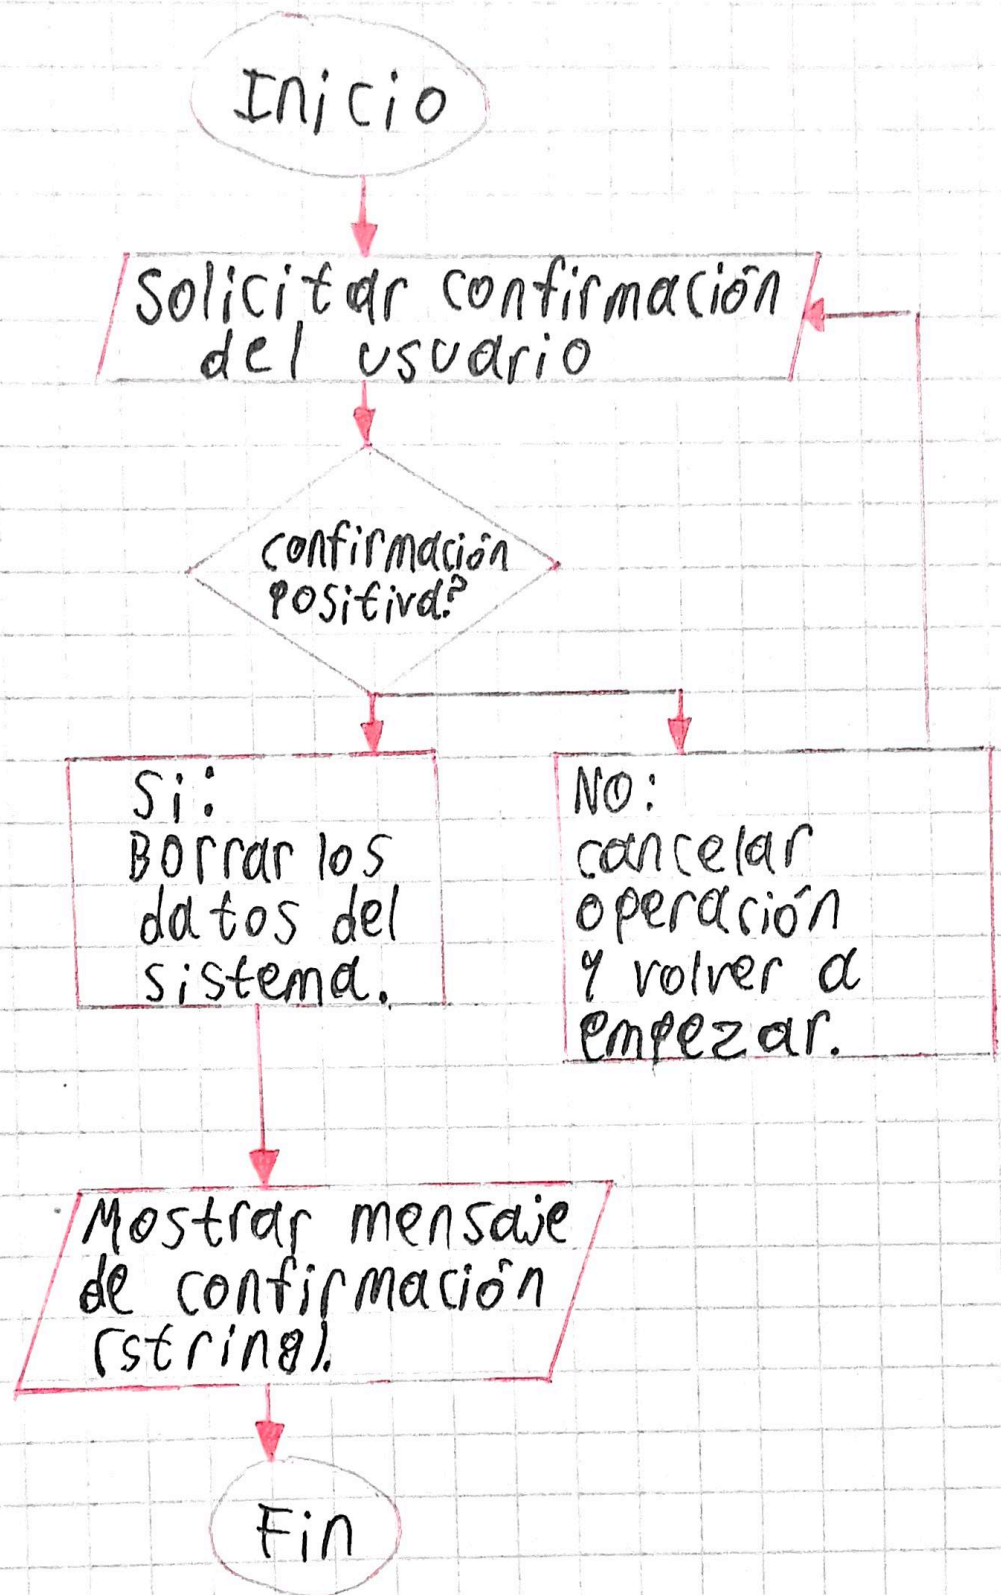 Inicio
Solicitar confirmación
del usuario
confirmación
positiva?
Si:
Borrar los
datos del
sistema.
NO:
cancelar
operación
y volver a
empezar.
Mostrar mensaje
de confirmación
(string).
Fin